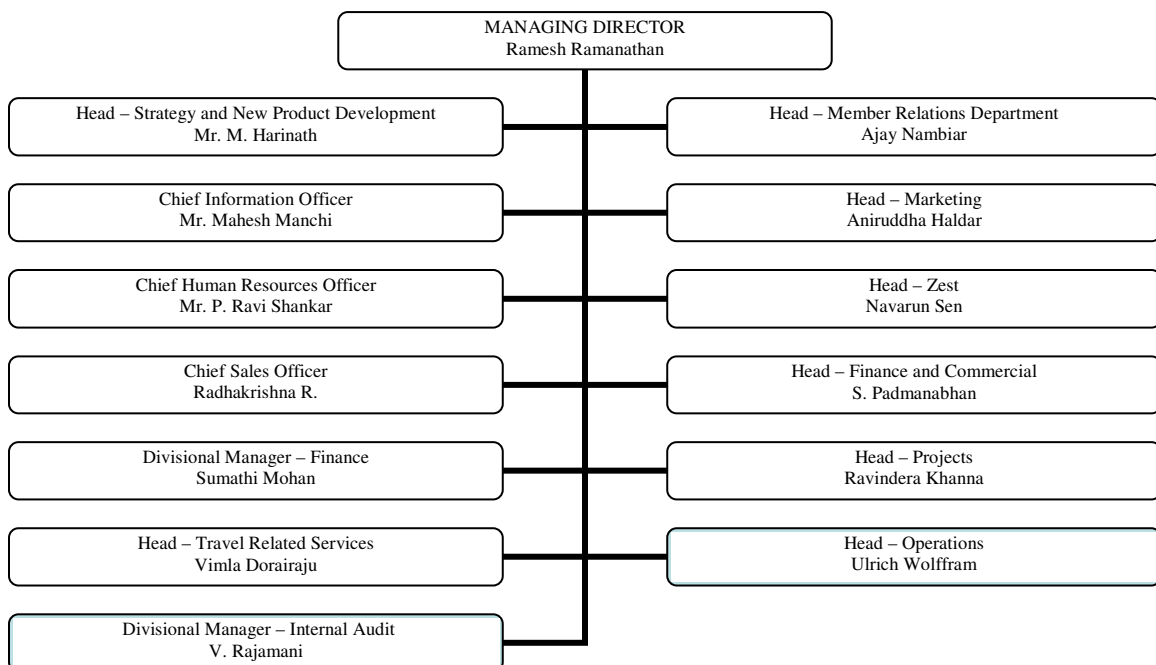 MANAGING DIRECTOR
Ramesh Ramanathan
Head – Strategy and New Product Development
Mr. M. Harinath
Head – Member Relations Department
Ajay Nambiar
Chief Information Officer
Mr. Mahesh Manchi
Head – Marketing
Aniruddha Haldar
Chief Human Resources Officer
Mr. P. Ravi Shankar
Head – Zest
Navarun Sen
Chief Sales Officer
Radhakrishna R.
Head – Finance and Commercial
S. Padmanabhan
Divisional Manager – Finance
Sumathi Mohan
Head – Projects
Ravindera Khanna
Head – Travel Related Services
Vimla Dorairaju
Head – Operations
Ulrich Wolffram
Divisional Manager – Internal Audit
V. Rajamani